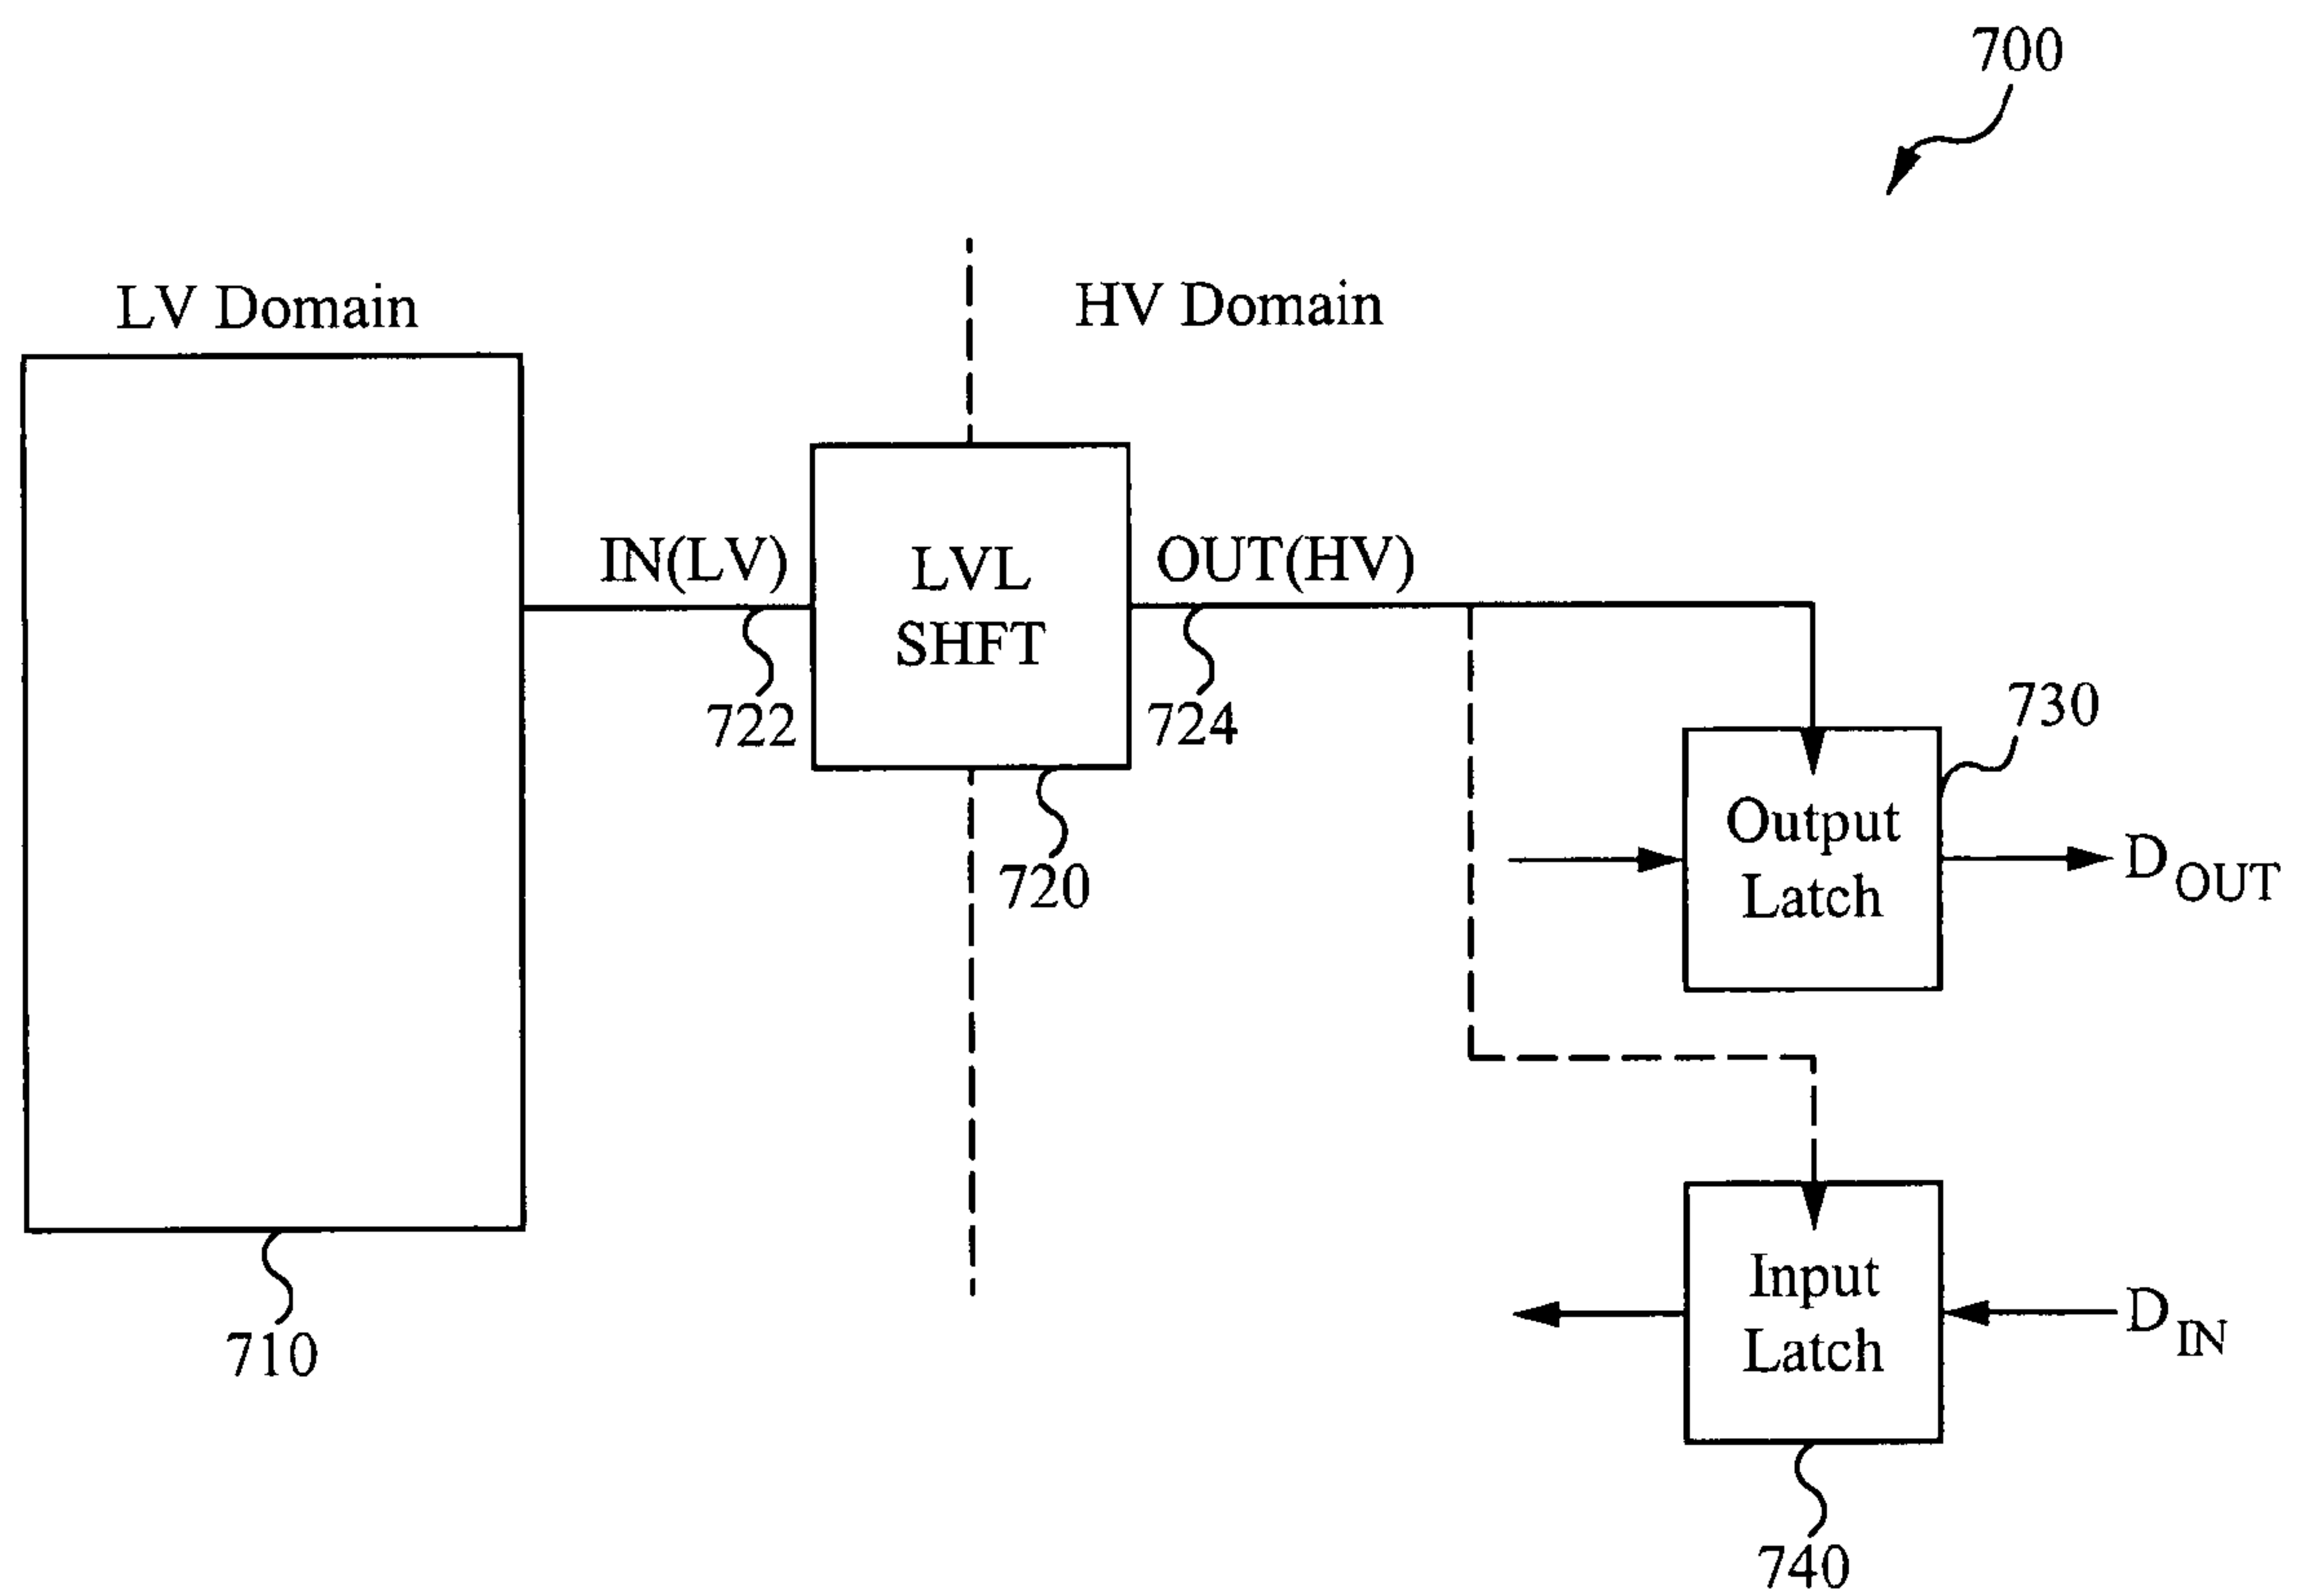 700
LV Domain
HV Domain
IN(LV)
LVL
SHFT
OUT(HV)
722
724
720
730
Output
Latch
DOUT
710
Input
Latch
DIN
740